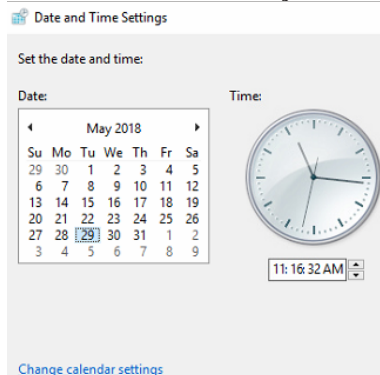 Date and Time Settings
Set the date and time:
Date: Time:
May 2018
Su Mo Tu We Th Fr Sa
29 30 1 2 3 4 5
6 7 8 9 10 11 12
13 14 15 16 17 18 19
20 21 22 23 24 25 26
27 28 29 30 31 1 2
3 4 5 6 7 8 9
11:16:32 AM
Change calendar settings